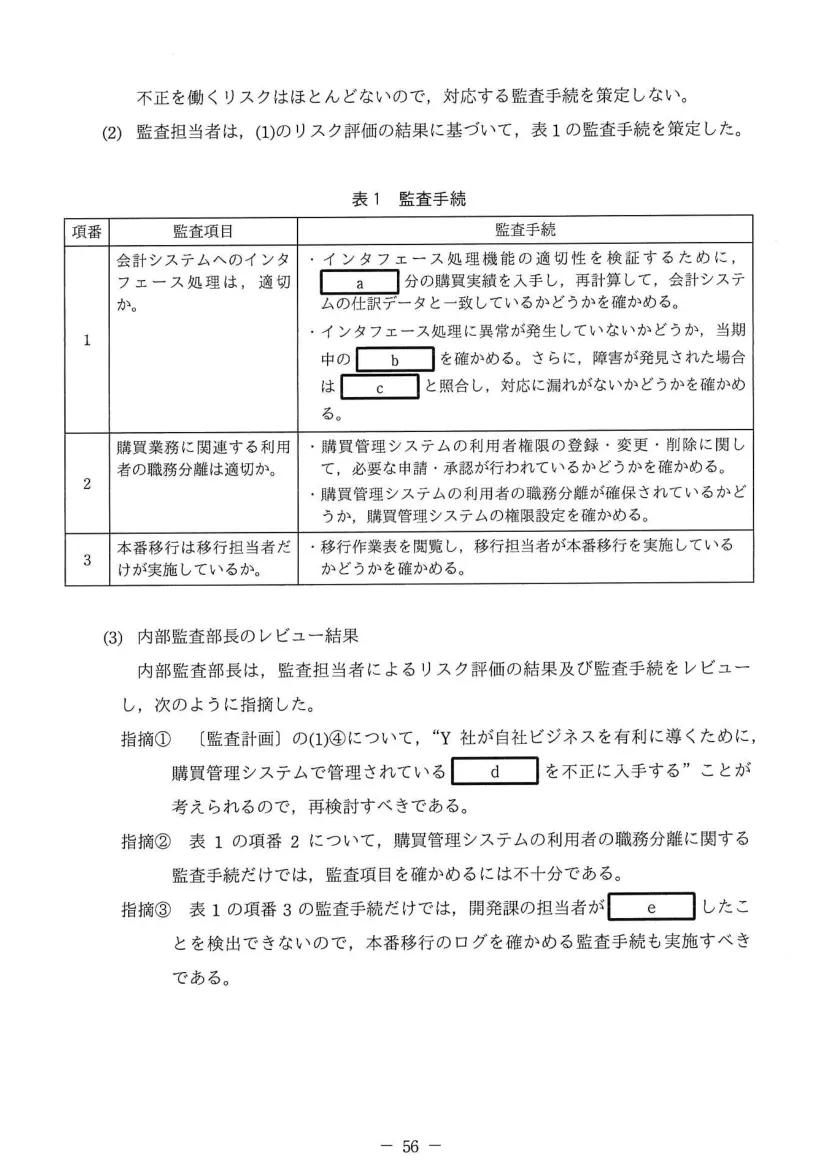 不正を働くリスクはほとんどないので，対応する監査手続を策定しない。
(2) 監査担当者は，(1)のリスク評価の結果に基づいて，表１の監査手続を策定した。
表１ 監査手続
項番 監査項目 監査手続
1
会計システムへのインタ
フェース処理は，適切
か。
・インタフェース処理機能の適切性を検証するために，
a 分の購買実績を入手し，再計算して，会計システ
ムの仕訳データと一致しているかどうかを確かめる。
・インタフェース処理に異常が発生していないかどうか，当期
中の b を確かめる。さらに，障害が発見された場合
は c と照合し，対応に漏れがないかどうかを確かめ
る。
2
購買業務に関連する利用
者の職務分離は適切か。
・購買管理システムの利用者権限の登録・変更・削除に関し
て，必要な申請・承認が行われているかどうかを確かめる。
・購買管理システムの利用者の職務分離が確保されているかど
うか，購買管理システムの権限設定を確かめる。
3
本番移行は移行担当者だ
けが実施しているか。
・移行作業表を閲覧し，移行担当者が本番移行を実施している
かどうかを確かめる。
(3) 内部監査部長のレビュー結果
内部監査部長は，監査担当者によるリスク評価の結果及び監査手続をレビュー
し，次のように指摘した。
指摘① 〔監査計画〕の(1)④について，“Y 社が自社ビジネスを有利に導くために，
購買管理システムで管理されている d を不正に入手する”ことが
考えられるので，再検討すべきである。
指摘② 表 1 の項番 2 について，購買管理システムの利用者の職務分離に関する
監査手続だけでは，監査項目を確かめるには不十分である。
指摘③ 表 1 の項番 3 の監査手続だけでは，開発課の担当者が e したこ
とを検出できないので，本番移行のログを確かめる監査手続も実施すべき
である。
－ 56 －